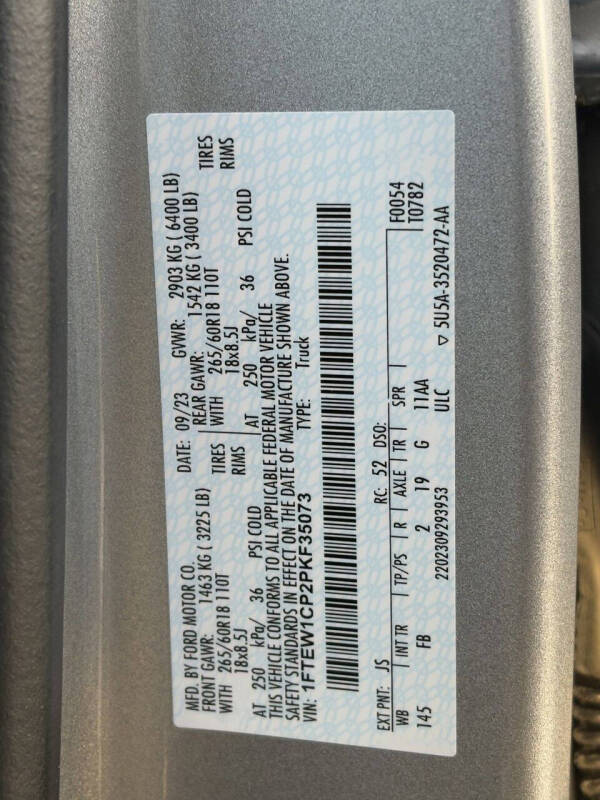 MFD. BY FORD MOTOR CO.
DATE: 09/23 GVWR: 2903 KG ( 6400 LB)
FRONT GAWR: 1463 KG ( 3225 LB) REAR GAWR: 1542 KG ( 3400 LB)
WITH 265/60R18 110T TIRES WITH 265/60R18 110T TIRES
18x8.5J RIMS 18x8.5J RIMS
AT 250 kPa/ 36 PSI COLD AT 250 kPa/ 36 PSI COLD
THIS VEHICLE CONFORMS TO ALL APPLICABLE FEDERAL MOTOR VEHICLE
SAFETY STANDARDS IN EFFECT ON THE DATE OF MANUFACTURE SHOWN ABOVE.
VIN: 1FTEW1CP2PKF35073 TYPE: Truck
EXT PNT: JS RC: 52 DSO: F0054
WB INT TR TP/PS R AXLE TR SPR T0782
145 FB 2 19 G 11AA
2202309293953 ULC ▽ 5U5A-3520472-AA